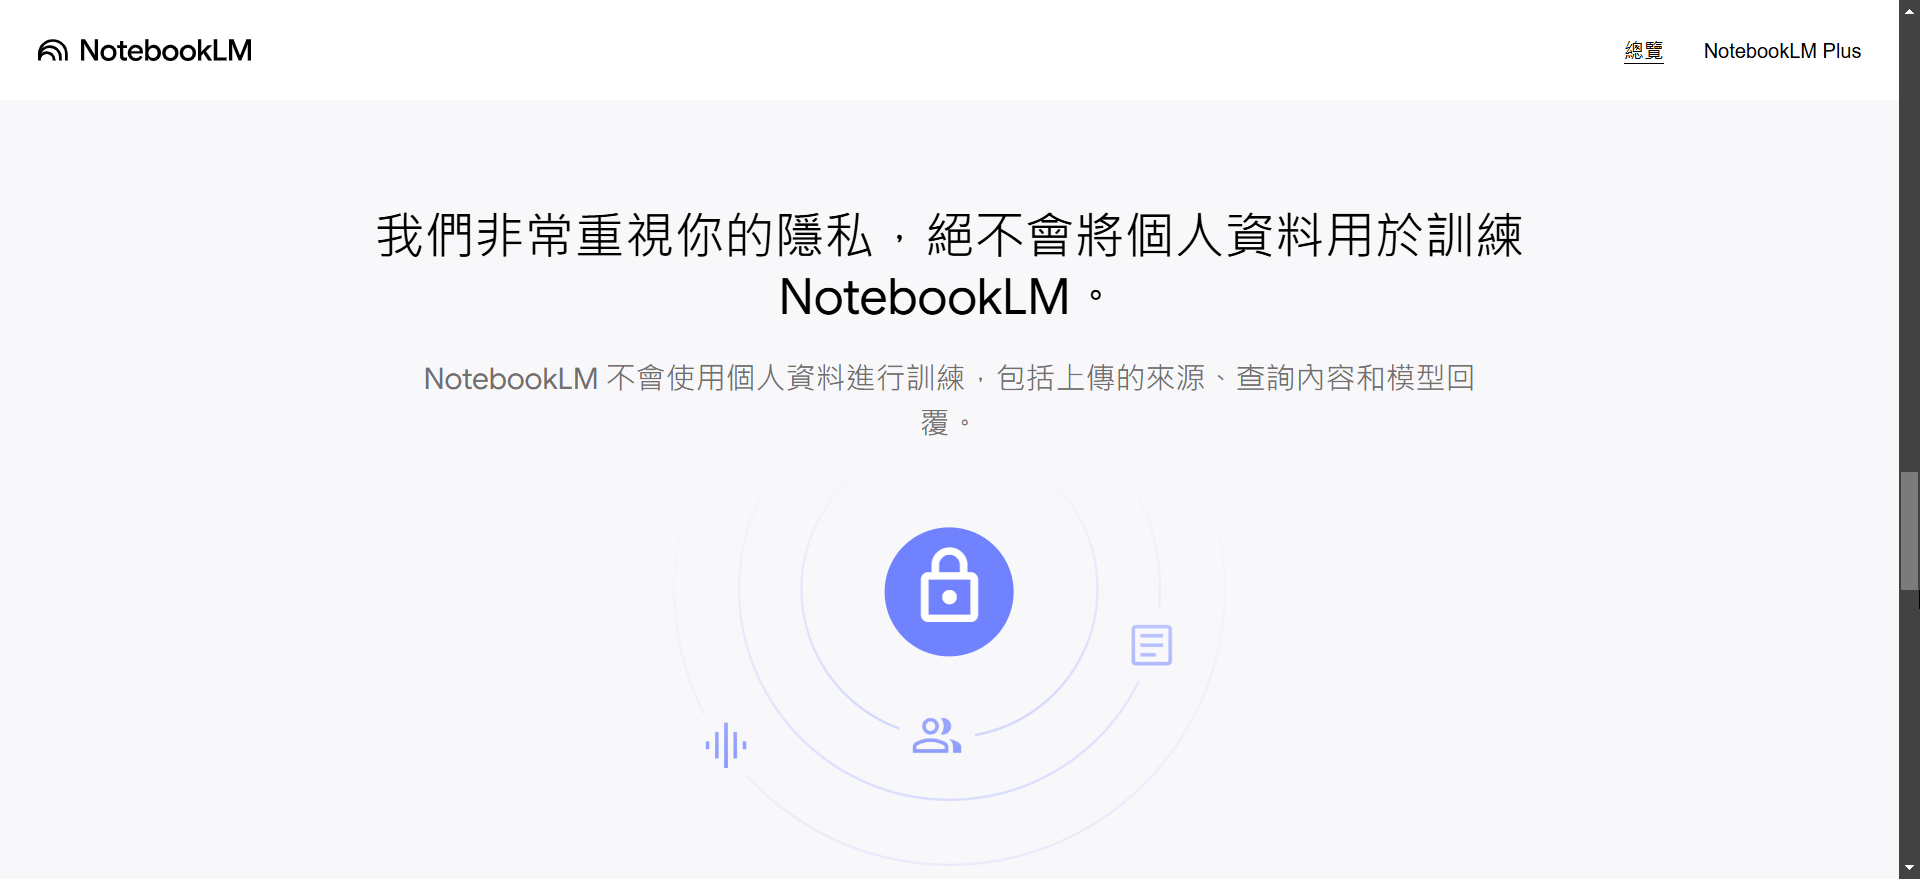 NotebookLM
總覽
NotebookLM Plus
我們非常重視你的隱私，絕不會將個人資料用於訓練
NotebookLM。
NotebookLM 不會使用個人資料進行訓練，包括上傳的來源、查詢內容和模型回
覆。